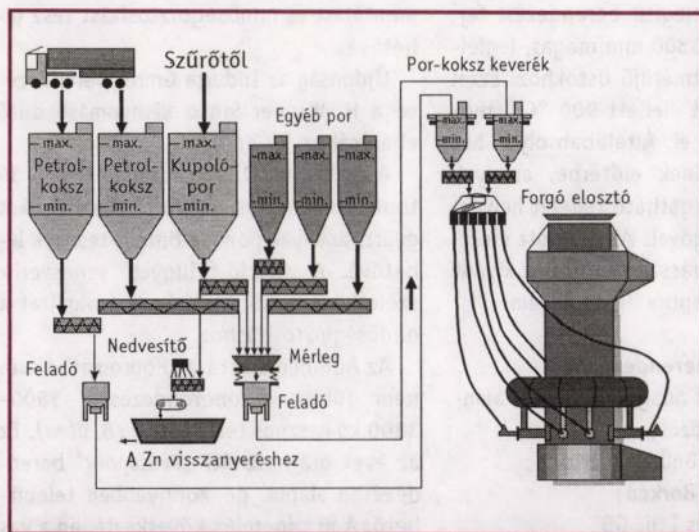 Szűrőtől
Por-koksz keverék
Egyéb por
max.
min.
max.
min.
max.
Petrol-
koksz
min.
max.
Petrol-
koksz
min.
max.
Kupoló-
por
min.
max.
min.
max.
min.
max.
min.
Forgó elosztó
Nedvesítő
Mérleg
Feladó
Feladó
A Zn visszanyeréshez